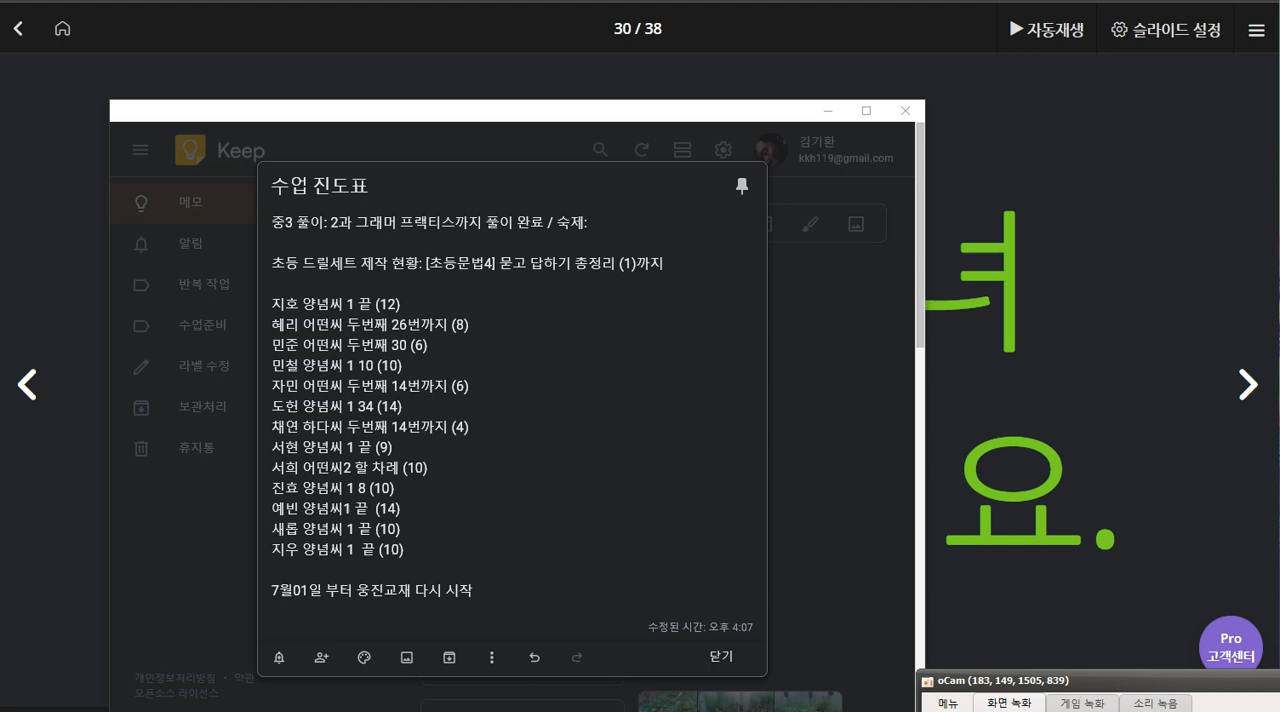 30 / 38
▶자동재생
슬라이드 설정
Keep
김기환
kkh119@gmail.com
메모
알림
반복 작업
수업준비
라벨 수정
보관처리
휴지통
수업 진도표
중3 풀이: 2과 그래머 프랙티스까지 풀이 완료 / 숙제:
초등 드릴세트 제작 현황: [초등문법4] 묻고 답하기 총정리 (1)까지
지호 양념씨 1 끝 (12)
혜리 어떤씨 두번째 26번까지 (8)
민준 어떤씨 두번째 30 (6)
민철 양념씨 1 10 (10)
자민 어떤씨 두번째 14번까지 (6)
도헌 양념씨 1 34 (14)
채연 하다씨 두번째 14번까지 (4)
서현 양념씨 1 끝 (9)
서희 어떤씨2 할 차례 (10)
진효 양념씨 1 8 (10)
예빈 양념씨1 끝  (14)
새롭 양념씨 1 끝 (10)
지우 양념씨 1  끝 (10)
7월01일 부터 웅진교재 다시 시작
수정된 시간: 오후 4:07
닫기
개인정보처리방침 · 약관
오픈소스 라이선스
요.
Pro
고객센터
oCam (183, 149, 1505, 839)
메뉴
화면 녹화
게임 녹화
소리 녹음